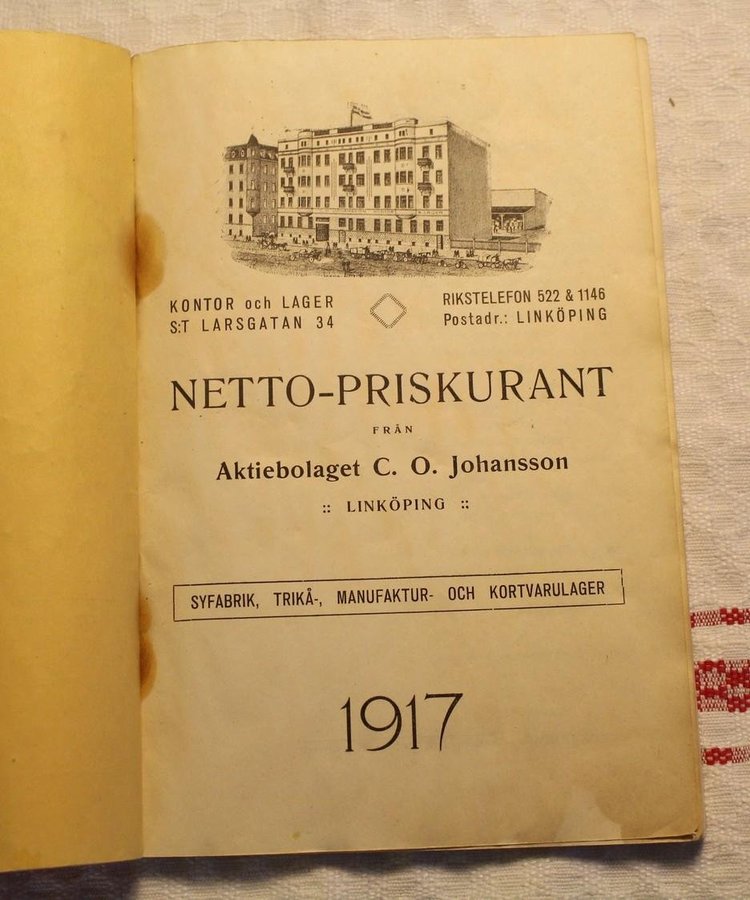 KONTOR och LAGER
S:T LARSGATAN 34
RIKSTELEFON 522 & 1146
Postadr.: LINKÖPING
NETTO-PRISKURANT
FRÅN
Aktiebolaget C. O. Johansson
:: LINKÖPING ::
SYFABRIK, TRIKÅ-, MANUFAKTUR- OCH KORTVARULAGER
1917